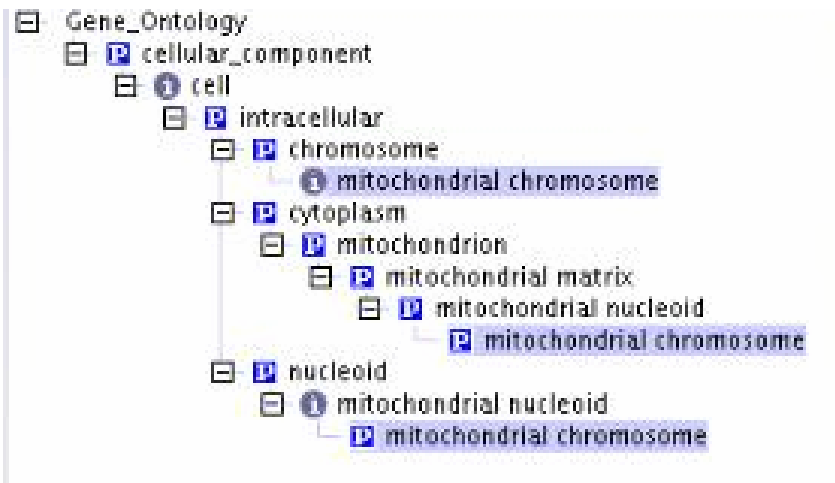 Gene_Ontology
P cellular_component
i cell
P intracellular
P chromosome
i mitochondrial chromosome
P cytoplasm
P mitochondrion
P mitochondrial matrix
P mitochondrial nucleoid
P mitochondrial chromosome
P nucleoid
i mitochondrial nucleoid
P mitochondrial chromosome